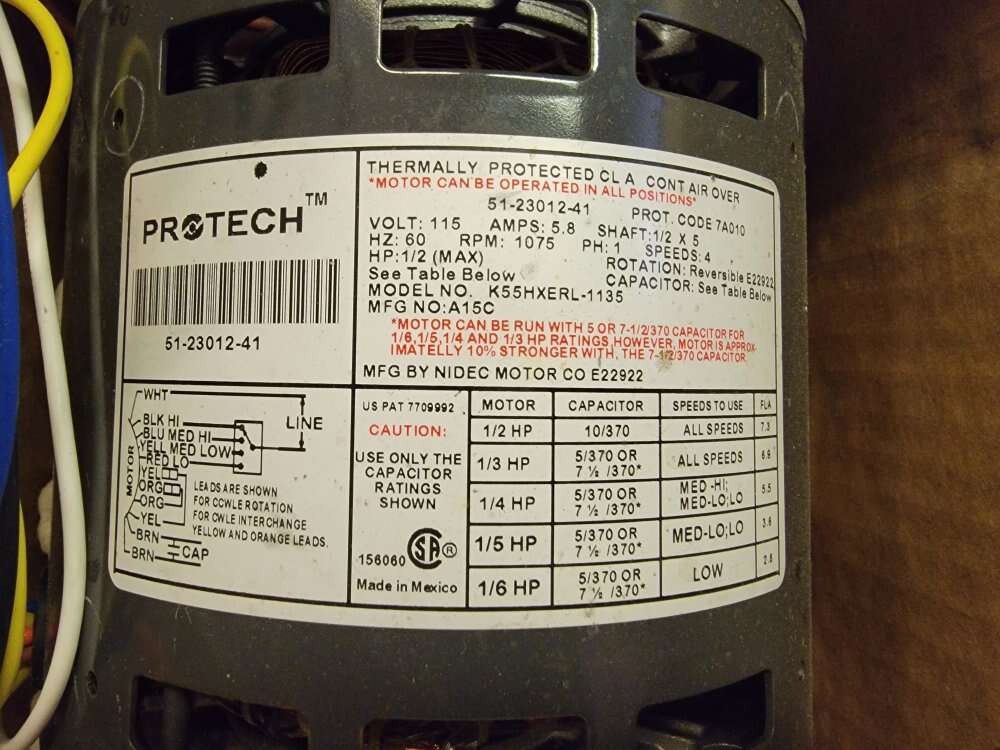 PROTECH™
51-23012-41
THERMALLY PROTECTED CL A CONT AIR OVER
*MOTOR CAN BE OPERATED IN ALL POSITIONS*
51-23012-41 PROT. CODE 7A010
VOLT: 115 AMPS: 5.8 SHAFT:1/2 X 5
HZ: 60 RPM: 1075 PH: 1 SPEEDS: 4
HP:1/2 (MAX) ROTATION: Reversible E22922
See Table Below CAPACITOR: See Table Below
MODEL NO. K55HXERL-1135
MFG NO:A15C
*MOTOR CAN BE RUN WITH 5 OR 7-1/2/370 CAPACITOR FOR
1/6,1/5,1/4 AND 1/3 HP RATINGS, HOWEVER, MOTOR IS APPROX-
IMATELLY 10% STRONGER WITH, THE 7-1/2/370 CAPACITOR
MFG BY NIDEC MOTOR CO E22922
WHT
BLK HI
BLU MED HI
YELL MED LOW
RED LO
YEL
ORG
ORG
YEL
BRN
BRN
CAP
MOTOR
LINE
LEADS ARE SHOWN
FOR CCWLE ROTATION
FOR CWLE INTERCHANGE
YELLOW AND ORANGE LEADS.
US PAT 7709992
CAUTION:
USE ONLY THE
CAPACITOR
RATINGS
SHOWN
SA®
156060
Made in Mexico
MOTOR CAPACITOR SPEEDS TO USE FLA
1/2 HP 10/370 ALL SPEEDS 7.3
1/3 HP 5/370 OR 7 ½ /370* ALL SPEEDS 6.9
1/4 HP 5/370 OR 7 ½ /370* MED -HI; MED-LO;LO 5.5
1/5 HP 5/370 OR 7 ½ /370* MED-LO;LO 3.6
1/6 HP 5/370 OR 7 ½ /370* LOW 2.8